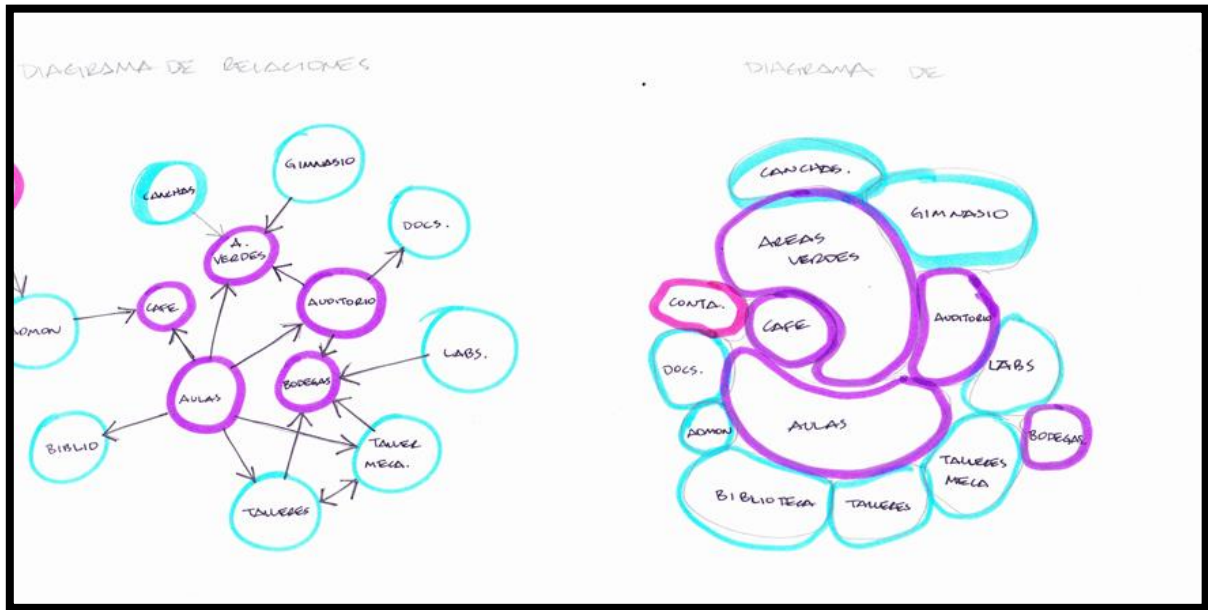 DIAGRAMA DE RELACIONES
GIMNASIO
CANCHAS
DOCS.
A.
VERDES
AUDITORIO
CAFE
ADMON
LABS.
BODEGAS
AULAS
BIBLIO
TALLER
MECA.
TALLERES
DIAGRAMA DE
CANCHAS.
GIMNASIO
AREAS
VERDES
CONTA.
CAFE
AUDITORIO
LABS
DOCS.
AULAS
ADMON
BODEGAS
TALLERES
MECA
BIBLIOTECA
TALLERES